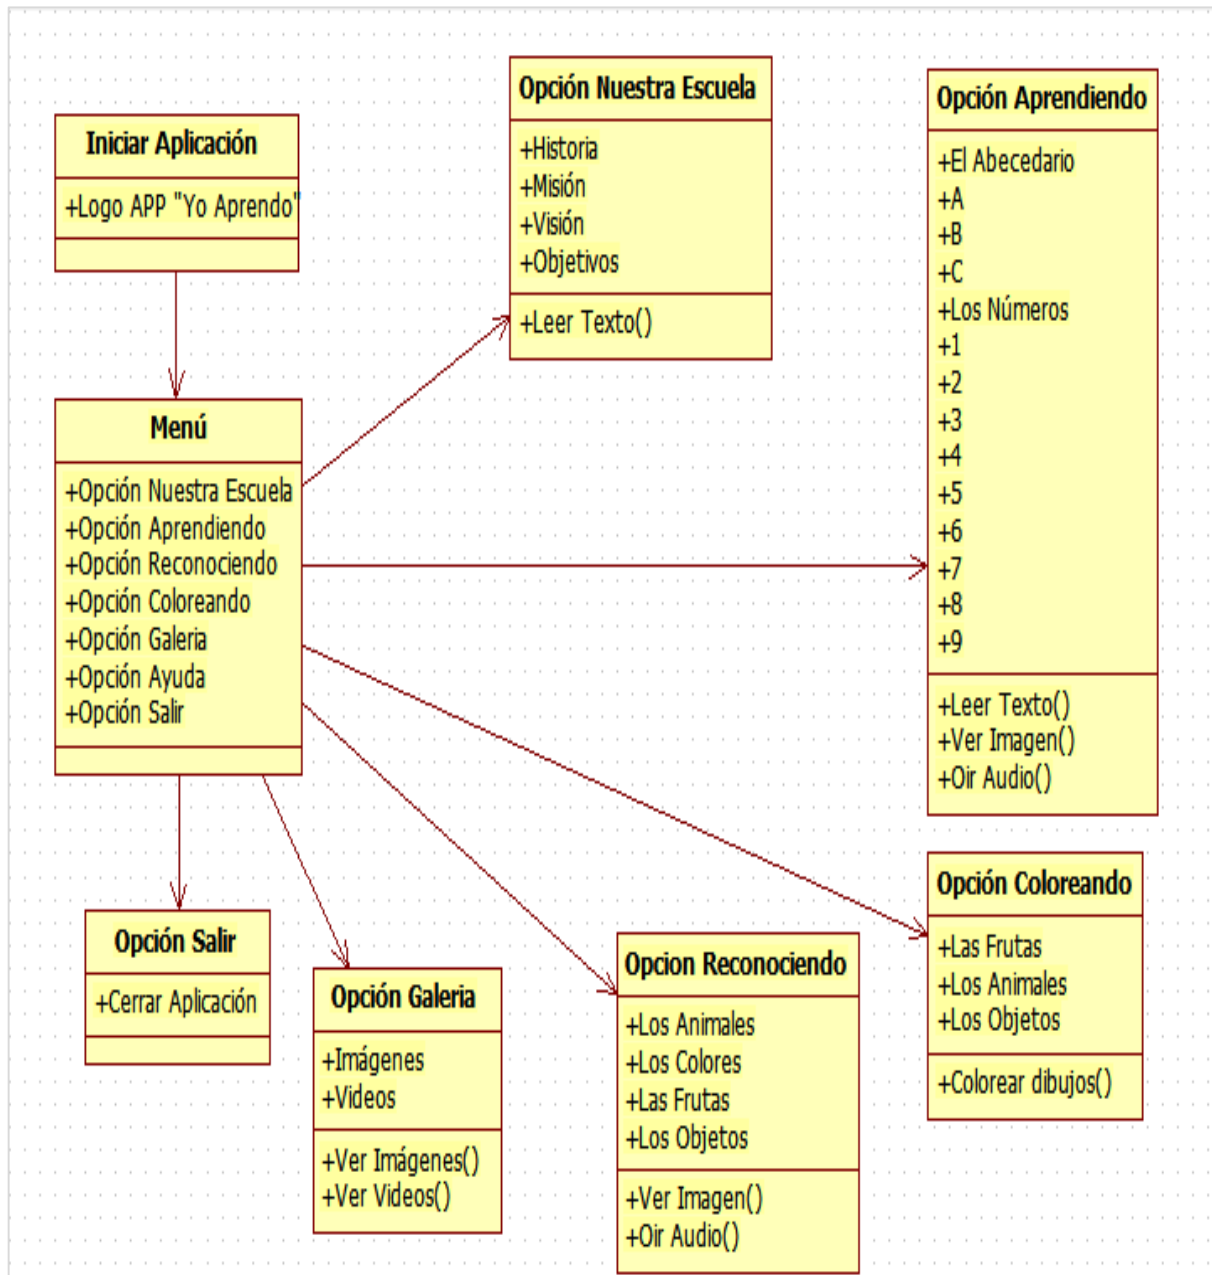 Iniciar Aplicación
+Logo APP "Yo Aprendo"
Opción Nuestra Escuela
+Historia
+Misión
+Visión
+Objetivos
+Leer Texto()
Opción Aprendiendo
+El Abecedario
+A
+B
+C
+Los Números
+1
+2
+3
+4
+5
+6
+7
+8
+9
+Leer Texto()
+Ver Imagen()
+Oir Audio()
Menú
+Opción Nuestra Escuela
+Opción Aprendiendo
+Opción Reconociendo
+Opción Coloreando
+Opción Galeria
+Opción Ayuda
+Opción Salir
Opción Salir
+Cerrar Aplicación
Opción Galeria
+Imágenes
+Videos
+Ver Imágenes()
+Ver Videos()
Opcion Reconociendo
+Los Animales
+Los Colores
+Las Frutas
+Los Objetos
+Ver Imagen()
+Oir Audio()
Opción Coloreando
+Las Frutas
+Los Animales
+Los Objetos
+Colorear dibujos()